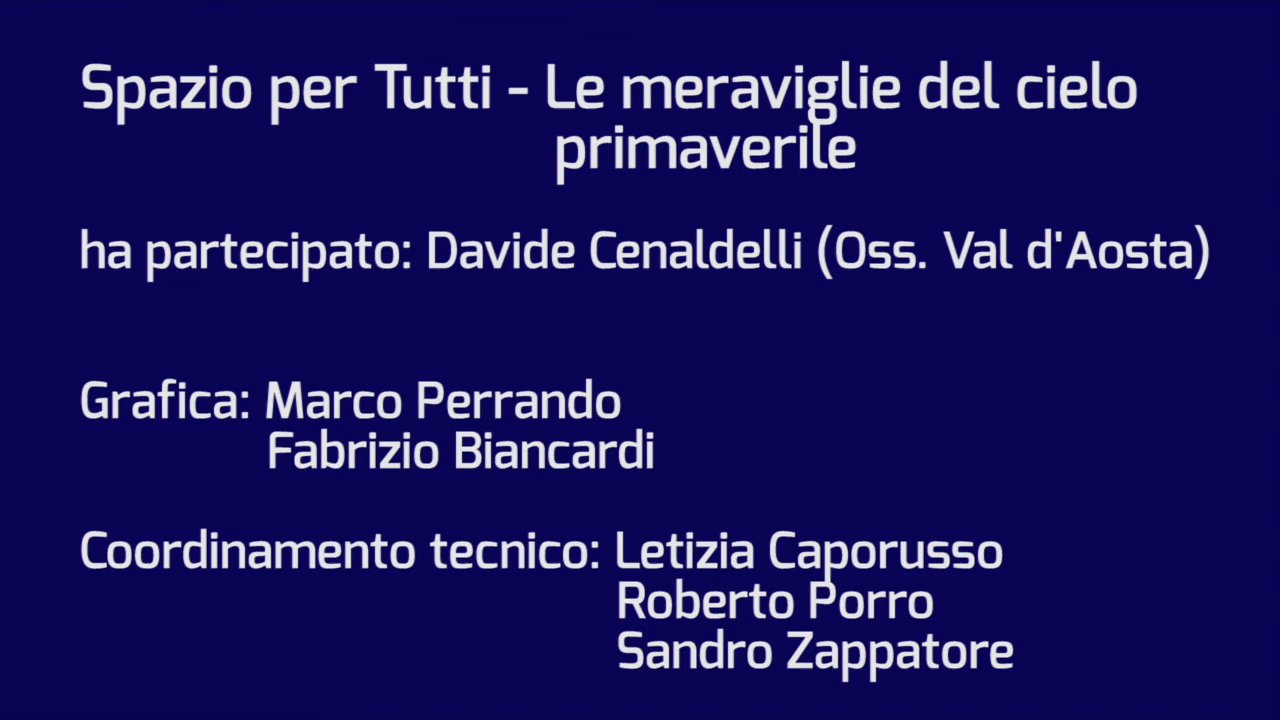 Spazio per Tutti - Le meraviglie del cielo
primaverile
ha partecipato: Davide Cenaldelli (Oss. Val d'Aosta)
Grafica: Marco Perrando
Fabrizio Biancardi
Coordinamento tecnico: Letizia Caporusso
Roberto Porro
Sandro Zappatore